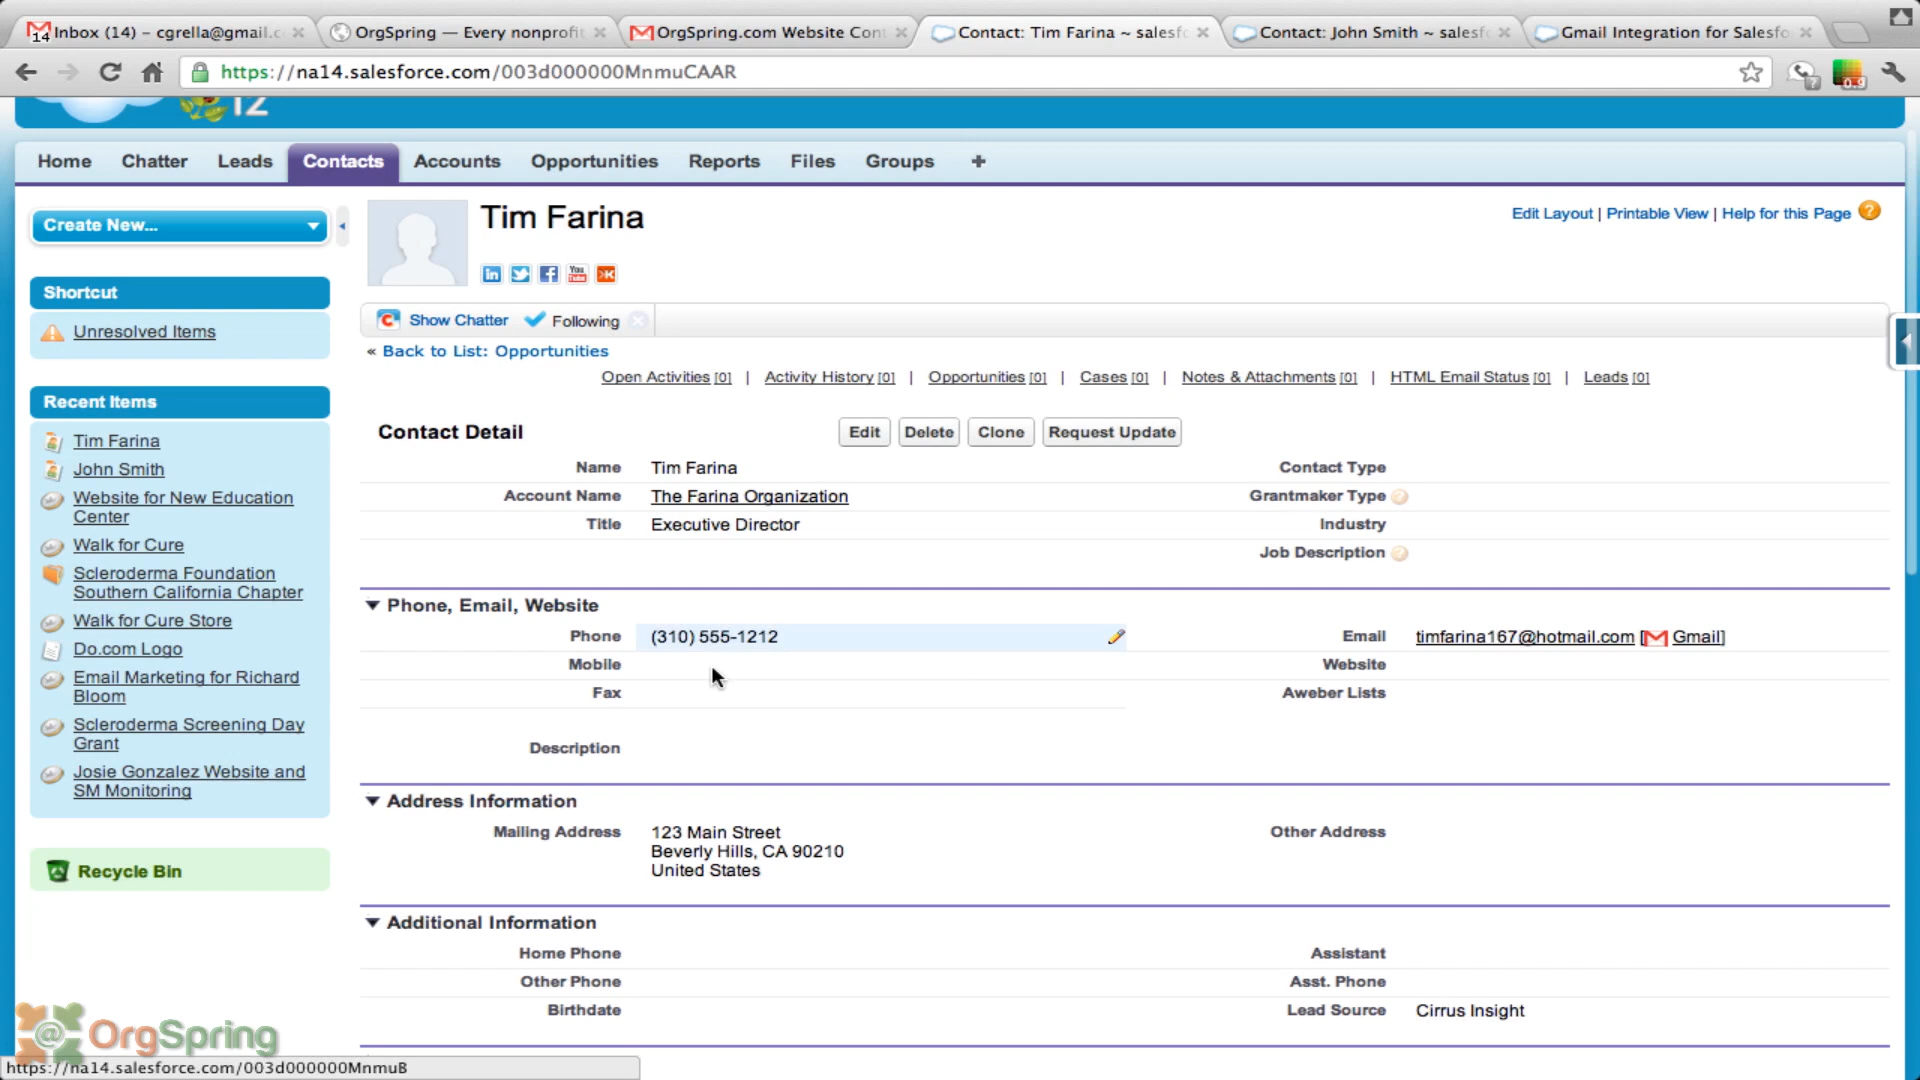 14 Inbox (14) – cgrella@gmail.c
OrgSpring — Every nonprofit
OrgSpring.com Website Con
Contact: Tim Farina ~ salesf
Contact: John Smith ~ salesf
Gmail Integration for Salesfo
https://na14.salesforce.com/003d000000MnmuCAAR
0.9
12
Home
Chatter
Leads
Contacts
Accounts
Opportunities
Reports
Files
Groups
+
Create New...
Shortcut
Unresolved Items
Recent Items
Tim Farina
John Smith
Website for New Education
Center
Walk for Cure
Scleroderma Foundation
Southern California Chapter
Walk for Cure Store
Do.com Logo
Email Marketing for Richard
Bloom
Scleroderma Screening Day
Grant
Josie Gonzalez Website and
SM Monitoring
Recycle Bin
Tim Farina
Edit Layout | Printable View | Help for this Page ?
in
You
Tube
Show Chatter
Following
« Back to List: Opportunities
Open Activities [0] | Activity History [0] | Opportunities [0] | Cases [0] | Notes & Attachments [0] | HTML Email Status [0] | Leads [0]
Contact Detail
Edit
Delete
Clone
Request Update
Name Tim Farina
Contact Type
Account Name The Farina Organization
Grantmaker Type
Title Executive Director
Industry
Job Description
Phone, Email, Website
Phone (310) 555-1212
Email timfarina167@hotmail.com [Gmail]
Mobile
Website
Fax
Aweber Lists
Description
Address Information
Mailing Address 123 Main Street
Beverly Hills, CA 90210
United States
Other Address
Additional Information
Home Phone
Assistant
Other Phone
Asst. Phone
Birthdate
Lead Source Cirrus Insight
@ OrgSpring
https://na14.salesforce.com/003d000000MnmuB